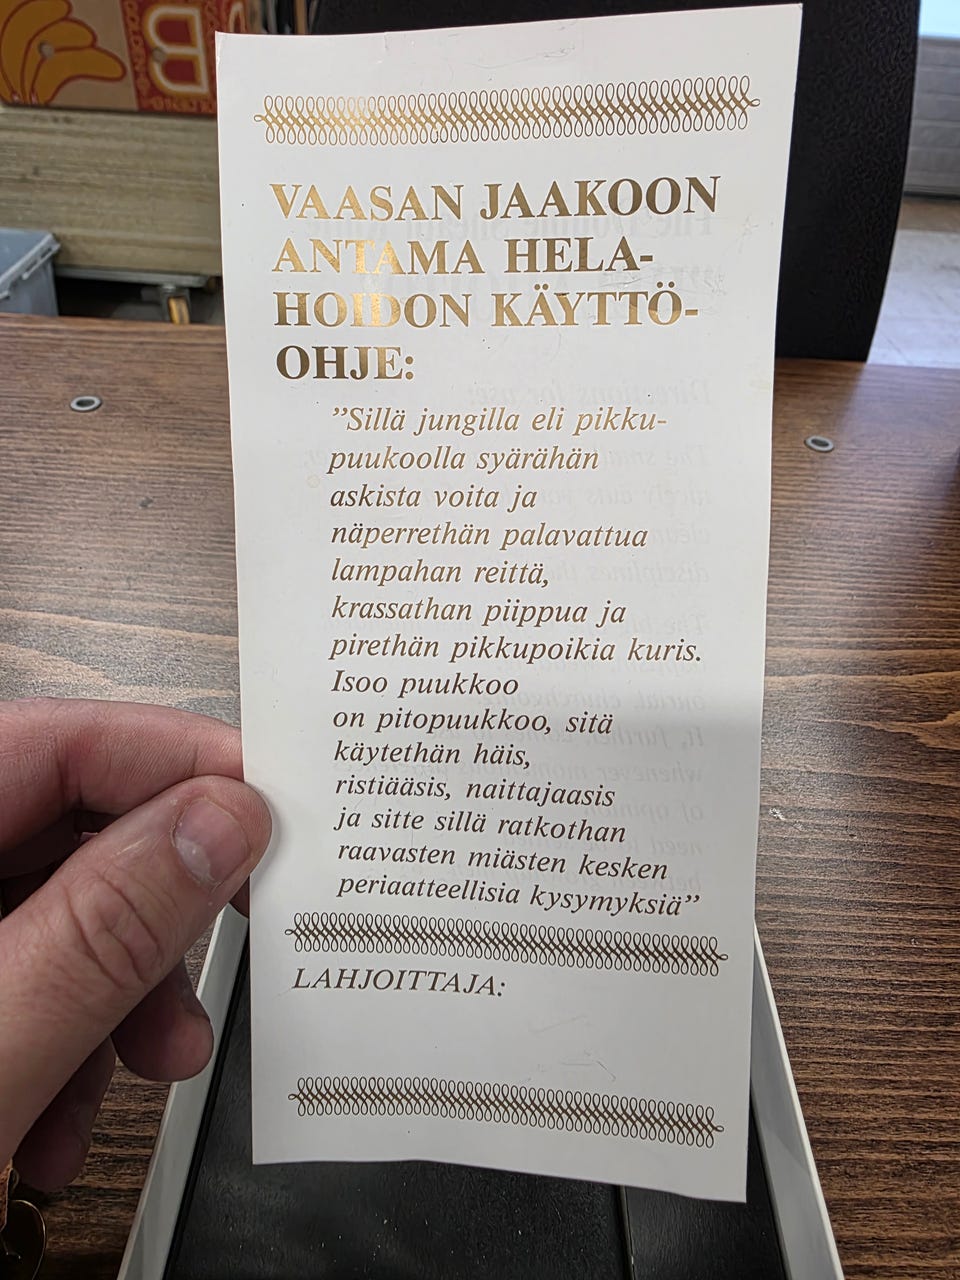 VAASAN JAAKOON
ANTAMA HELA-
HOIDON KÄYTTÖ-
OHJE:
”Sillä jungilla eli pikku-
puukoolla syärähän
askista voita ja
näperrethän palavattua
lampahan reittä,
krassathan piippua ja
pirethän pikkupoikia kuris.
Isoo puukkoo
on pitopuukkoo, sitä
käytethän häis,
ristiääsis, naittajaasis
ja sitte sillä ratkothan
raavasten miästen kesken
periaatteellisia kysymyksiä”
LAHJOITTAJA: